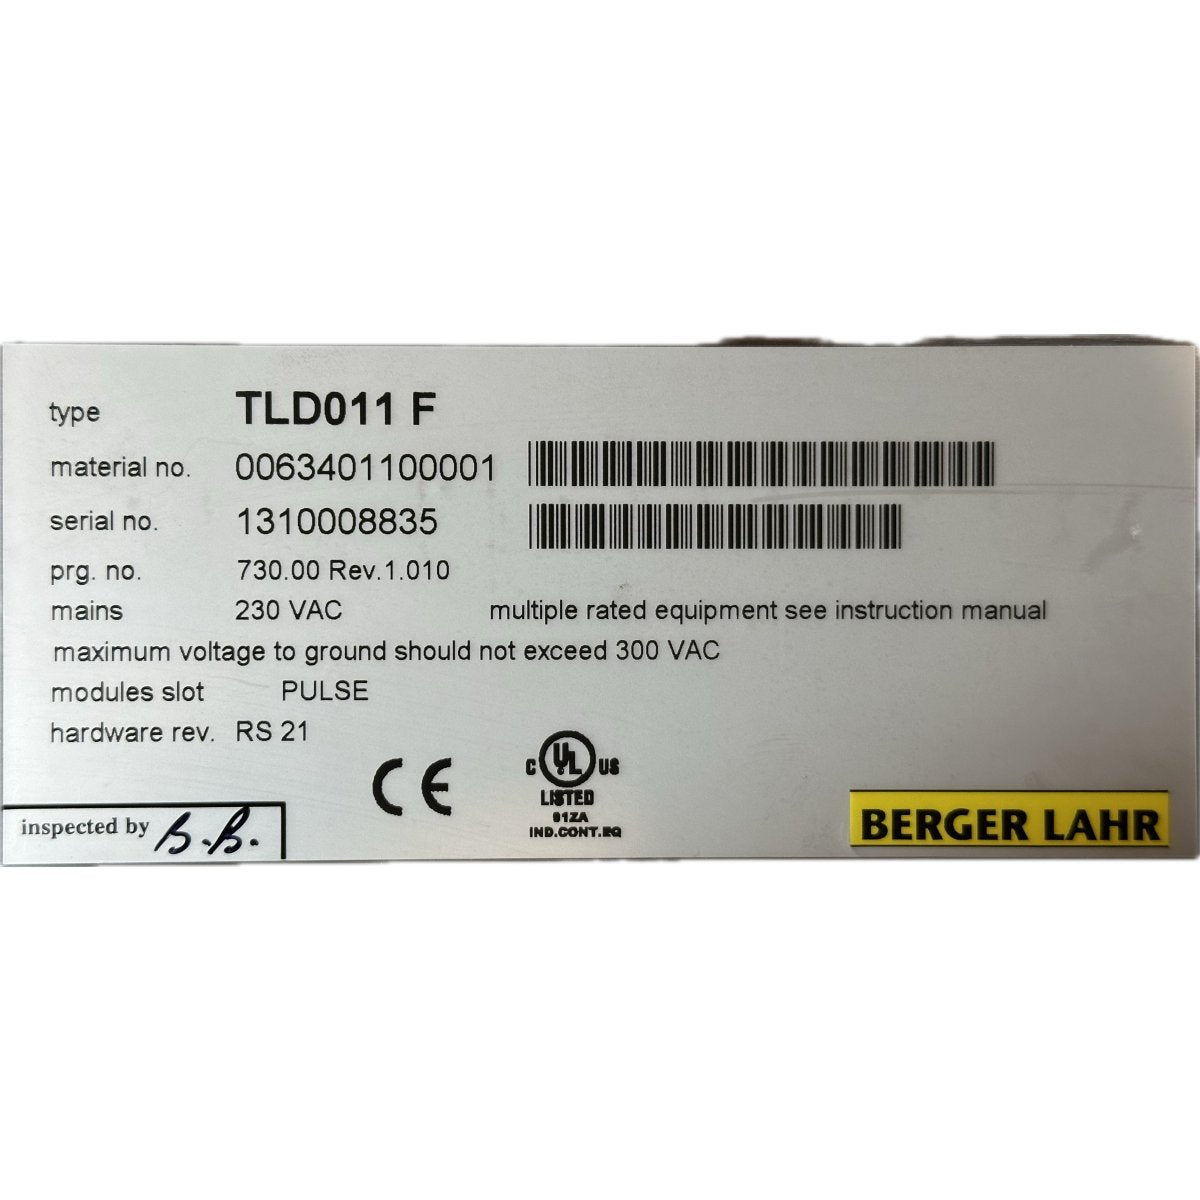 type TLD011 F
material no. 0063401100001
serial no. 1310008835
prg. no. 730.00 Rev.1.010
mains 230 VAC multiple rated equipment see instruction manual
maximum voltage to ground should not exceed 300 VAC
modules slot PULSE
hardware rev. RS 21
CE
C UL US
LISTED
91ZA
IND.CONT.EQ
inspected by B.B.
BERGER LAHR